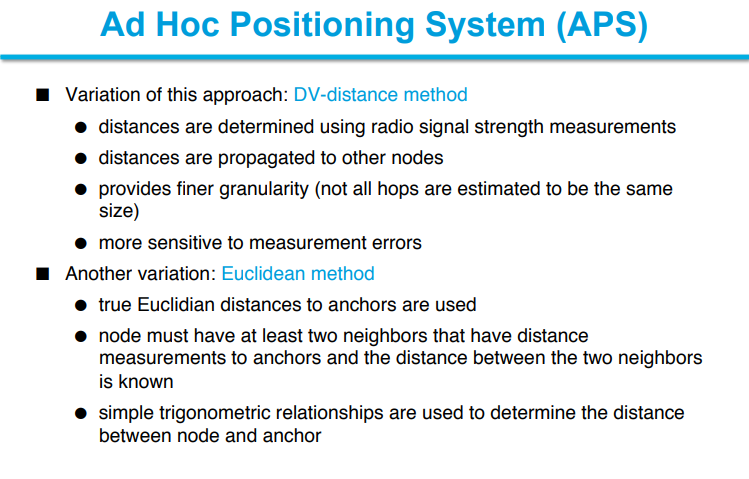 Ad Hoc Positioning System (APS)
■ Variation of this approach: DV-distance method
● distances are determined using radio signal strength measurements
● distances are propagated to other nodes
● provides finer granularity (not all hops are estimated to be the same
size)
● more sensitive to measurement errors
■ Another variation: Euclidean method
● true Euclidian distances to anchors are used
● node must have at least two neighbors that have distance
measurements to anchors and the distance between the two neighbors
is known
● simple trigonometric relationships are used to determine the distance
between node and anchor